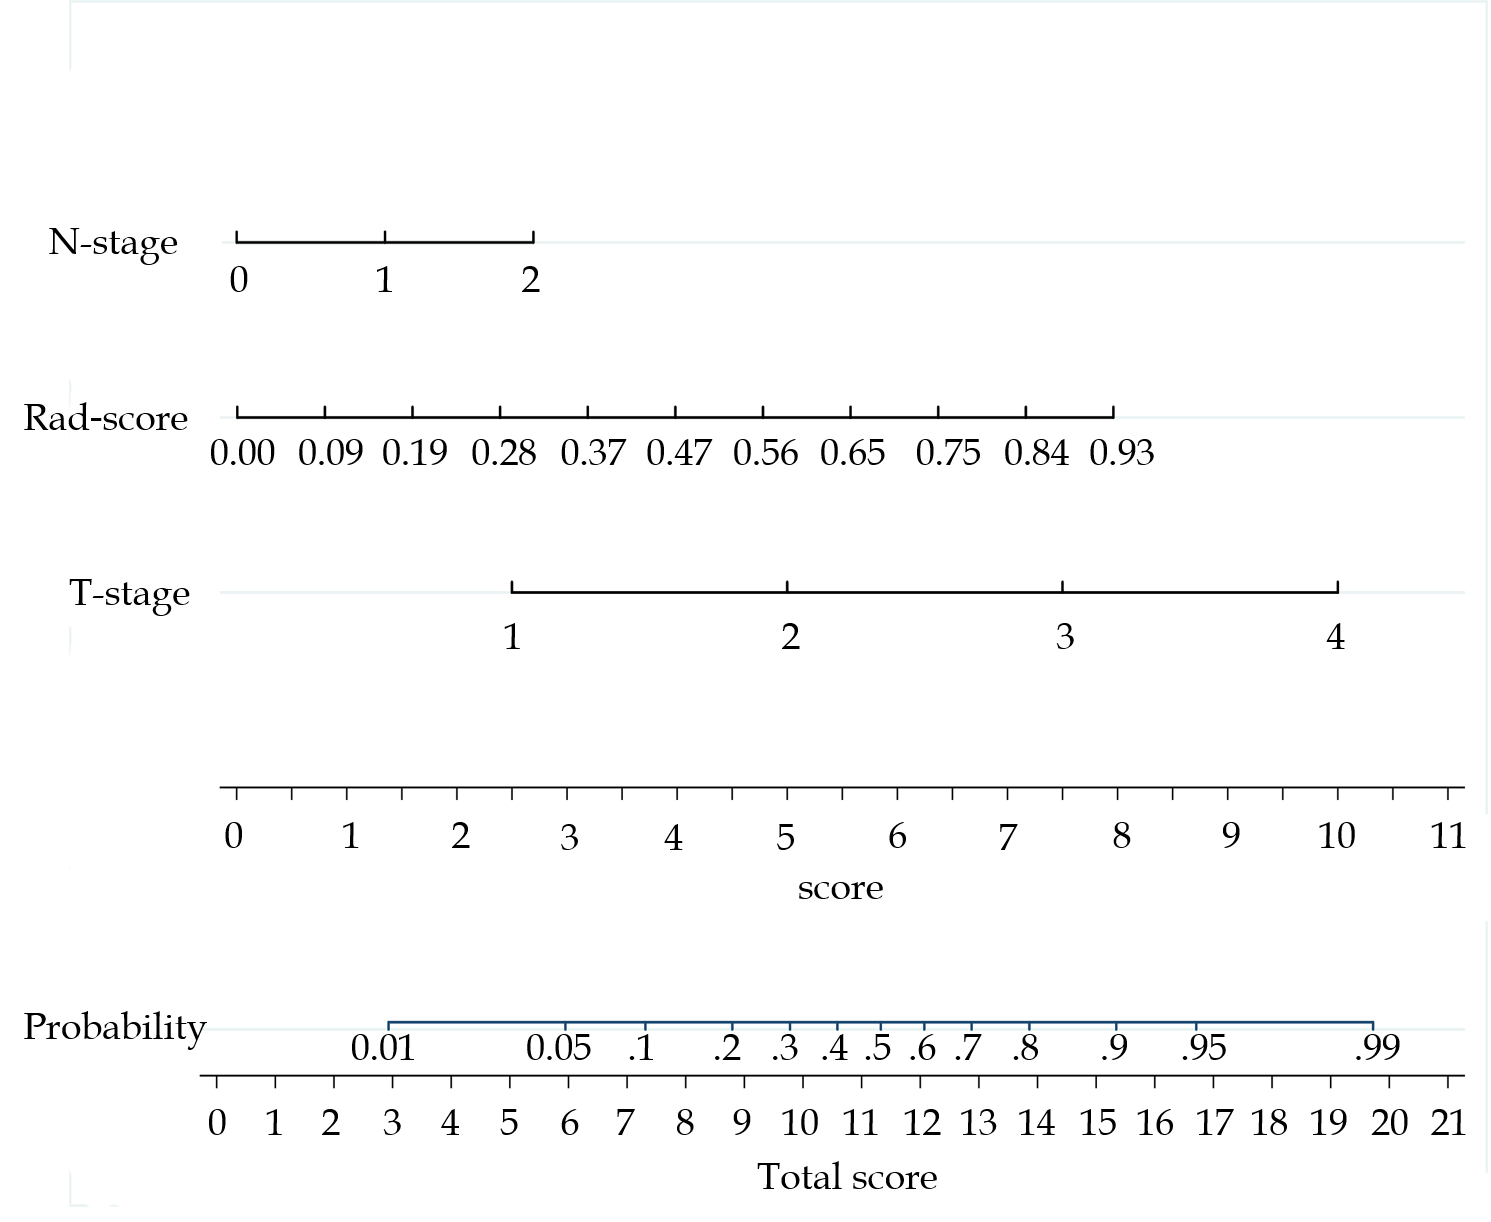 N-stage
0 1 2
Rad-score
0.00 0.09 0.19 0.28 0.37 0.47 0.56 0.65 0.75 0.84 0.93
T-stage
1 2 3 4
0 1 2 3 4 5 6 7 8 9 10 11
score
Probability
0.01 0.05 .1 .2 .3 .4 .5 .6 .7 .8 .9 .95 .99
0 1 2 3 4 5 6 7 8 9 10 11 12 13 14 15 16 17 18 19 20 21
Total score